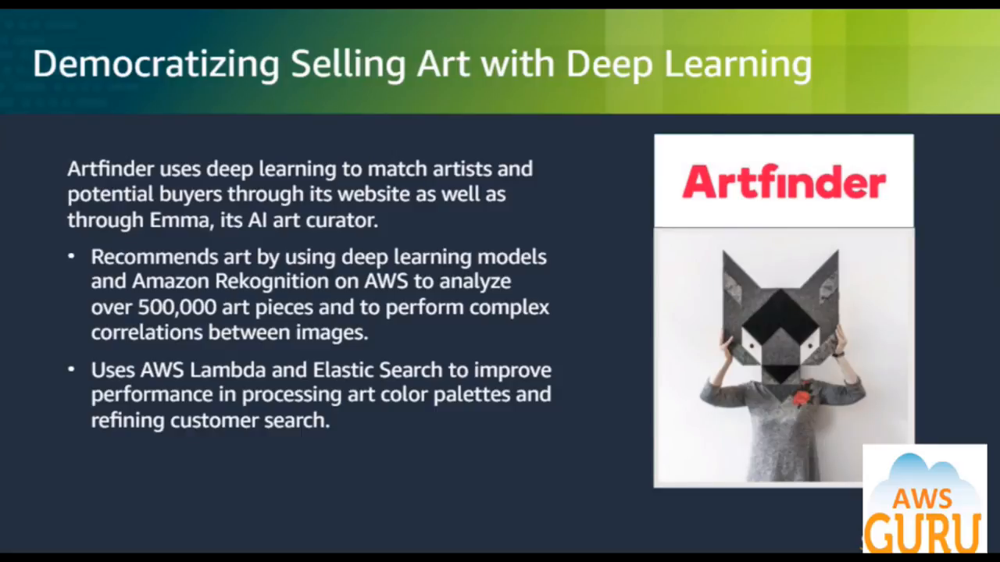 Democratizing Selling Art with Deep Learning
Artfinder uses deep learning to match artists and
potential buyers through its website as well as
through Emma, its AI art curator.
• Recommends art by using deep learning models
and Amazon Rekognition on AWS to analyze
over 500,000 art pieces and to perform complex
correlations between images.
• Uses AWS Lambda and Elastic Search to improve
performance in processing art color palettes and
refining customer search.
Artfinder
AWS
GURU